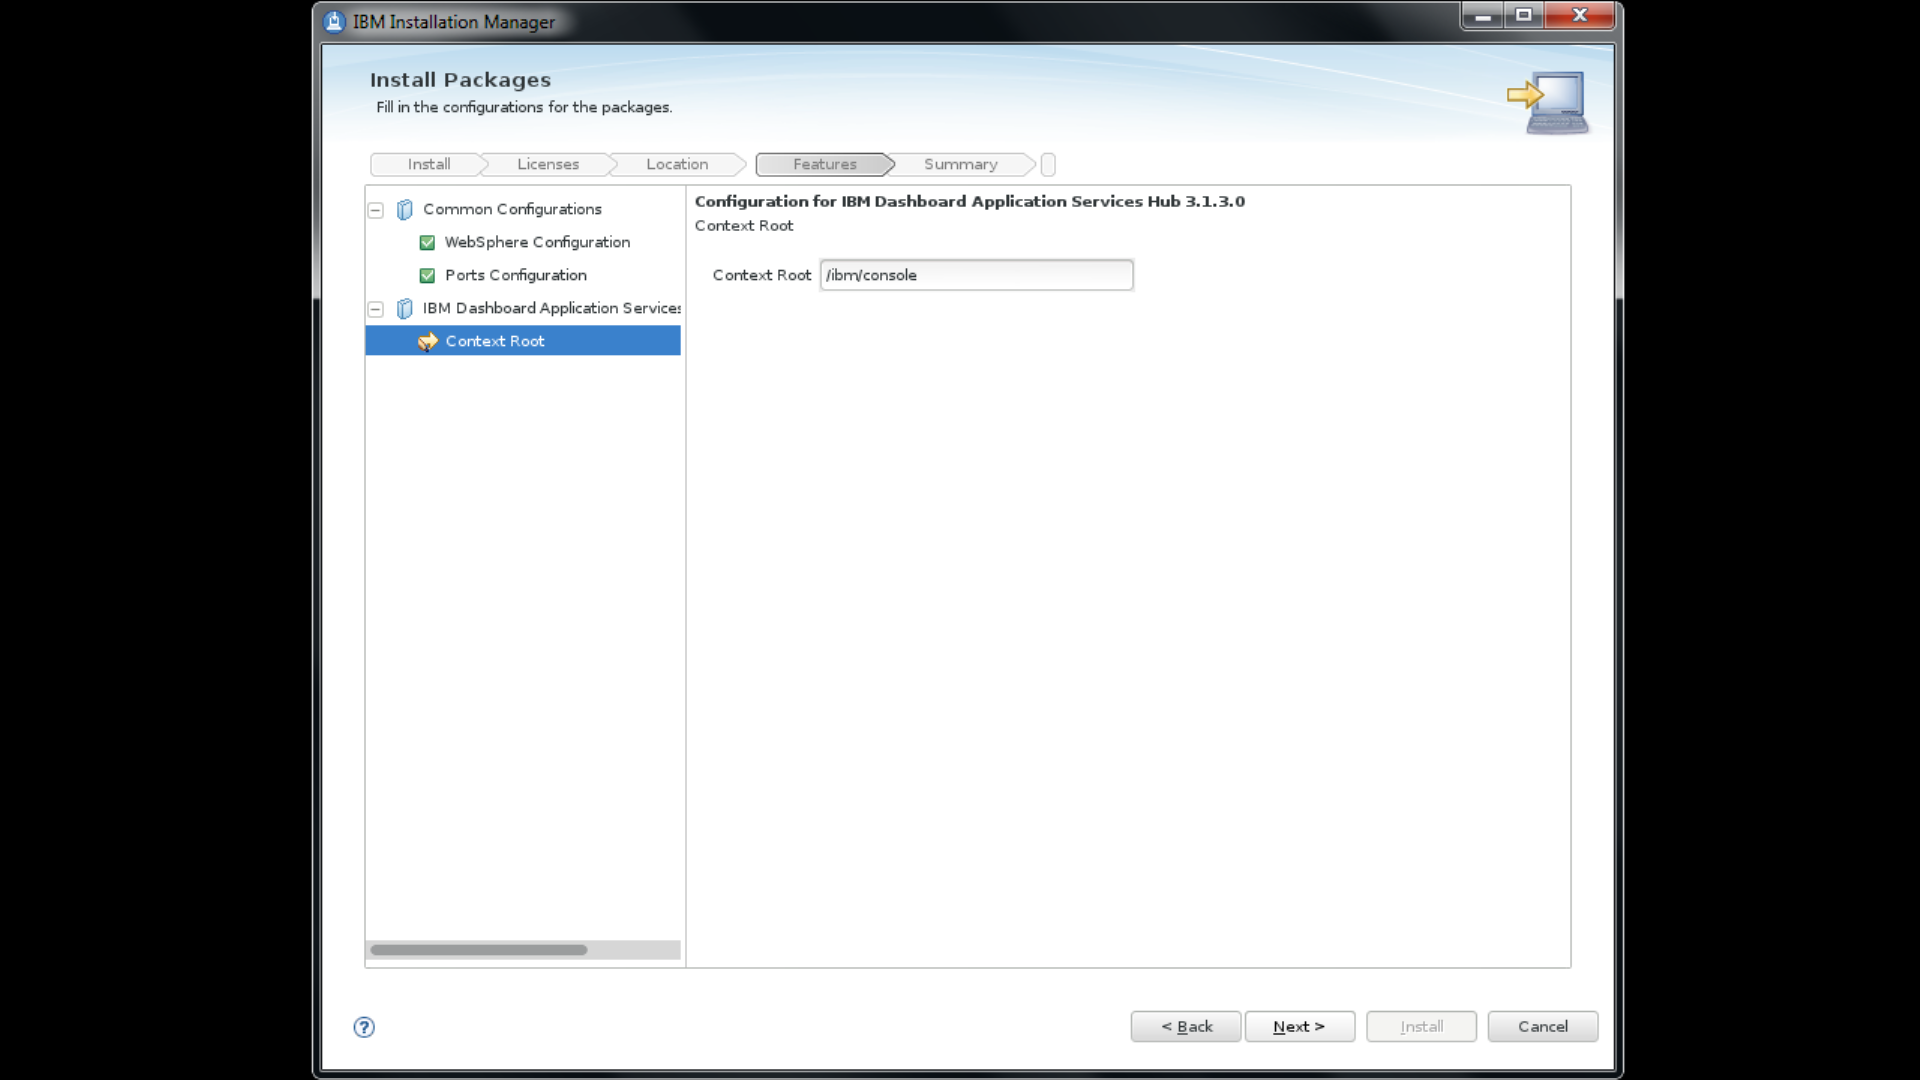 IBM Installation Manager
Install Packages
Fill in the configurations for the packages.
Install
Licenses
Location
Features
Summary
Common Configurations
WebSphere Configuration
Ports Configuration
IBM Dashboard Application Services
Context Root
Configuration for IBM Dashboard Application Services Hub 3.1.3.0
Context Root
Context Root /ibm/console
?
< Back
Next >
Install
Cancel